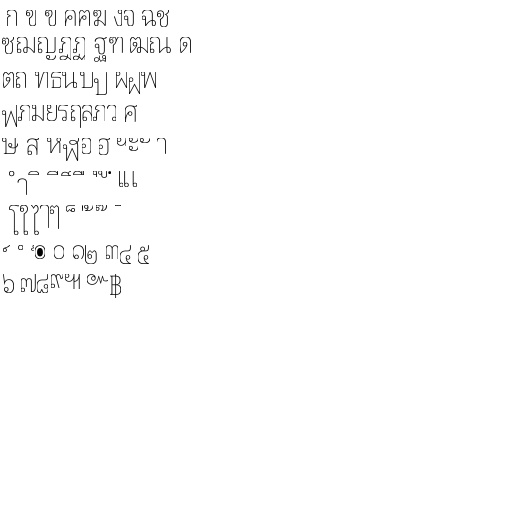 ก ข ฃ คฅฆ งจ ฉช
ซฌญฎฏ ฐฑ ฒณ ด
ตถ ทธนบป ผฝพ
ฟภมยรฤลฦว ศ
ษ ส หฬอฮ ฯะ ั า
ำ ิ ี ึ ื ุ ู ฺ เแ
โใไๅๆ ็ ่ ้ ๊ ๋
์ ํ ๎ ๏ ๐ ๑๒ ๓๔ ๕
๖ ๗๘๙๚ ๛ ฿